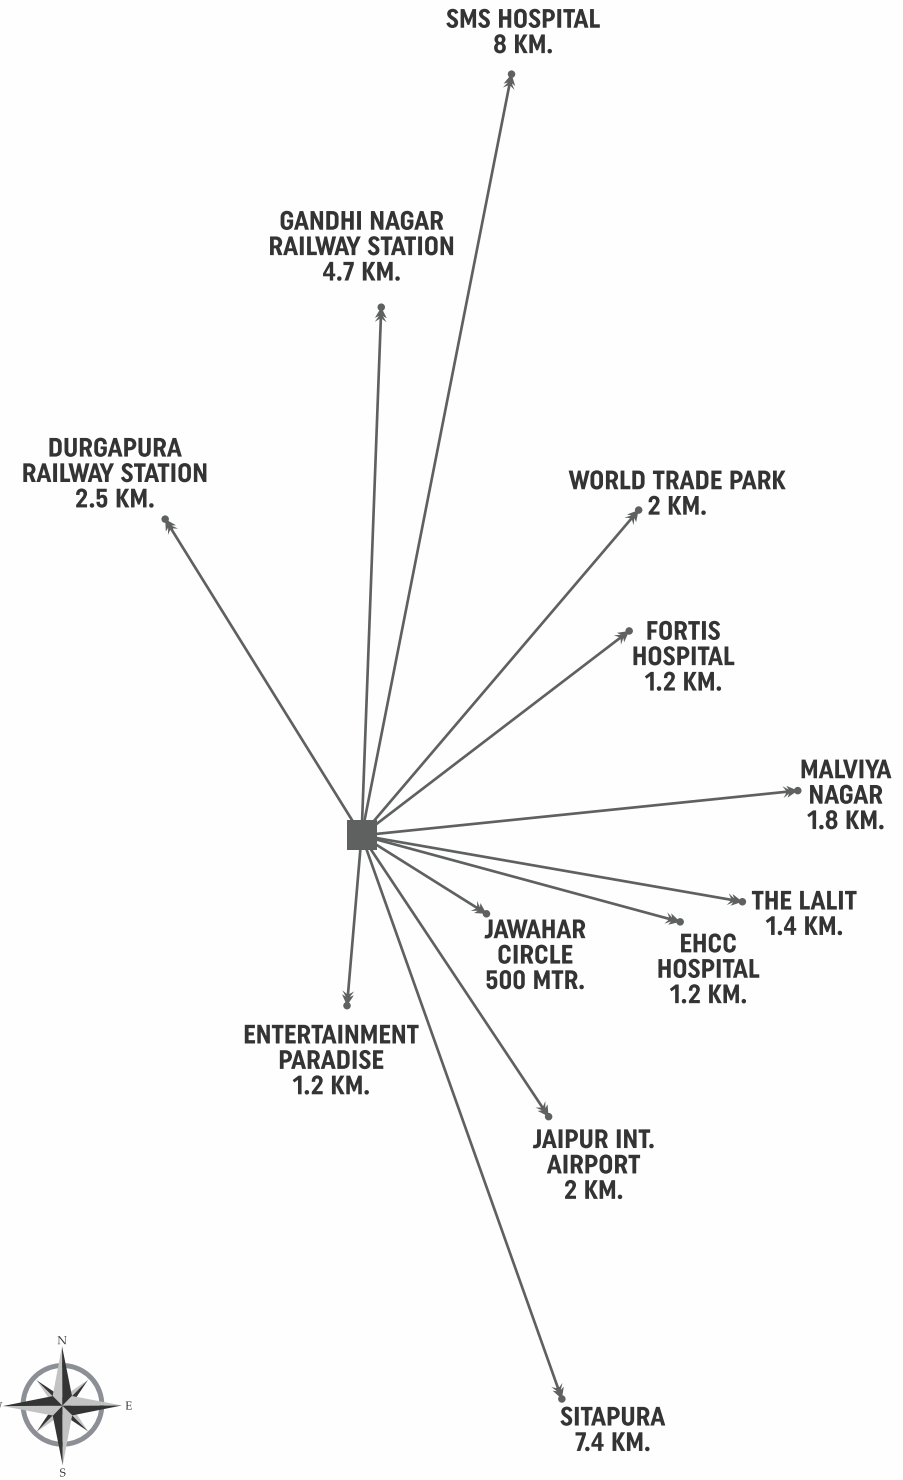 SMS HOSPITAL
8 KM.
GANDHI NAGAR
RAILWAY STATION
4.7 KM.
DURGAPURA
RAILWAY STATION
2.5 KM.
WORLD TRADE PARK
2 KM.
FORTIS
HOSPITAL
1.2 KM.
MALVIYA
NAGAR
1.8 KM.
THE LALIT
1.4 KM.
EHCC
HOSPITAL
1.2 KM.
JAWAHAR
CIRCLE
500 MTR.
ENTERTAINMENT
PARADISE
1.2 KM.
JAIPUR INT.
AIRPORT
2 KM.
SITAPURA
7.4 KM.
N
E
S